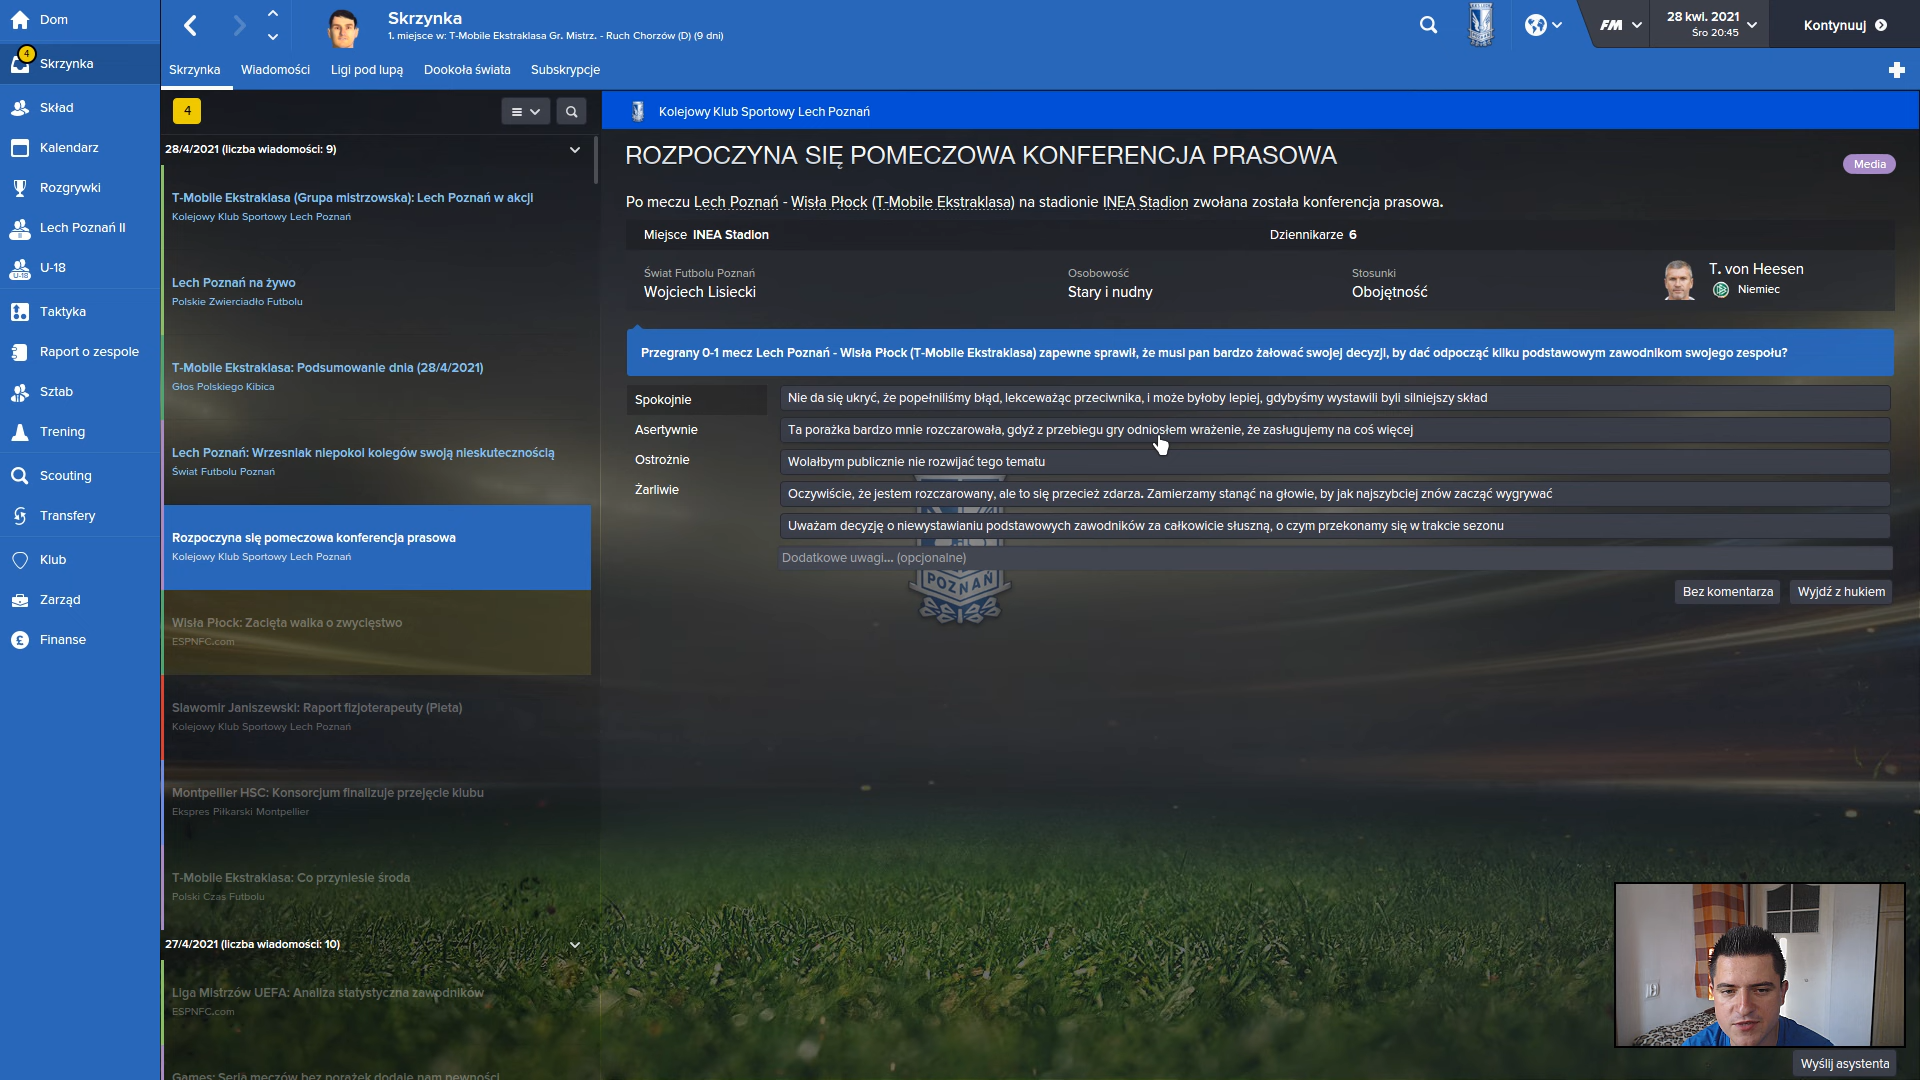 Dom
4
Skrzynka
Skład
Kalendarz
Rozgrywki
Lech Poznań II
U-18
Taktyka
Raport o zespole
Sztab
Trening
Scouting
Transfery
Klub
Zarząd
Finanse
Skrzynka
1. miejsce w: T-Mobile Ekstraklasa Gr. Mistrz. - Ruch Chorzów (D) (9 dni)
FM
28 kwi. 2021
Śro 20:45
Kontynuuj
Skrzynka Wiadomości Ligi pod lupą Dookoła świata Subskrypcje
4
28/4/2021 (liczba wiadomości: 9)
T-Mobile Ekstraklasa (Grupa mistrzowska): Lech Poznań w akcji
Kolejowy Klub Sportowy Lech Poznań
Lech Poznań na żywo
Polskie Zwierciadło Futbolu
T-Mobile Ekstraklasa: Podsumowanie dnia (28/4/2021)
Głos Polskiego Kibica
Lech Poznań: Wrzesniak niepokoi kolegów swoją nieskutecznością
Świat Futbolu Poznań
Rozpoczyna się pomeczowa konferencja prasowa
Kolejowy Klub Sportowy Lech Poznań
Wisła Płock: Zacięta walka o zwycięstwo
ESPNFC.com
Slawomir Janiszewski: Raport fizjoterapeuty (Pleta)
Kolejowy Klub Sportowy Lech Poznań
Montpellier HSC: Konsorcjum finalizuje przejęcie klubu
Ekspres Piłkarski Montpellier
T-Mobile Ekstraklasa: Co przyniesie środa
Polski Czas Futbolu
27/4/2021 (liczba wiadomości: 10)
Liga Mistrzów UEFA: Analiza statystyczna zawodników
ESPNFC.com
Games: Seria meczów bez porażek dodaje nam pewności
Kolejowy Klub Sportowy Lech Poznań
ROZPOCZYNA SIĘ POMECZOWA KONFERENCJA PRASOWA
Media
Po meczu Lech Poznań - Wisła Płock (T-Mobile Ekstraklasa) na stadionie INEA Stadion zwołana została konferencja prasowa.
Miejsce INEA Stadion
Dziennikarze 6
Świat Futbolu Poznań
Wojciech Lisiecki
Osobowość
Stary i nudny
Stosunki
Obojętność
T. von Heesen
Niemiec
Przegrany 0-1 mecz Lech Poznań - Wisła Płock (T-Mobile Ekstraklasa) zapewne sprawił, że musi pan bardzo żałować swojej decyzji, by dać odpocząć kilku podstawowym zawodnikom swojego zespołu?
Spokojnie
Asertywnie
Ostrożnie
Żarliwie
Nie da się ukryć, że popełniliśmy błąd, lekceważąc przeciwnika, i może byłoby lepiej, gdybyśmy wystawili byli silniejszy skład
Ta porażka bardzo mnie rozczarowała, gdyż z przebiegu gry odniosłem wrażenie, że zasługujemy na coś więcej
Wolałbym publicznie nie rozwijać tego tematu
Oczywiście, że jestem rozczarowany, ale to się przecież zdarza. Zamierzamy stanąć na głowie, by jak najszybciej znów zacząć wygrywać
Uważam decyzję o niewystawianiu podstawowych zawodników za całkowicie słuszną, o czym przekonamy się w trakcie sezonu
Dodatkowe uwagi... (opcjonalne)
POZNAŃ
Bez komentarza
Wyjdź z hukiem
Wyślij asystenta